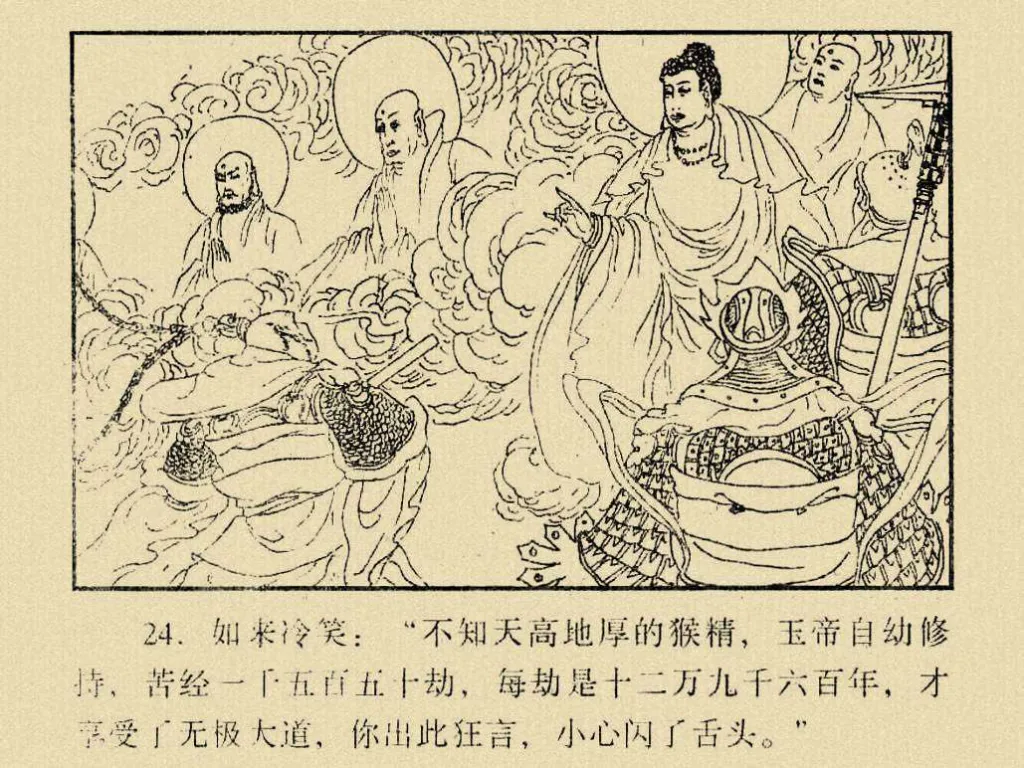 24. 如来冷笑：“不知天高地厚的猴精，玉帝自幼修
持，苦经一千五百五十劫，每劫是十二万九千六百年，才
享受了无极大道，你出此狂言，小心闪了舌头。”